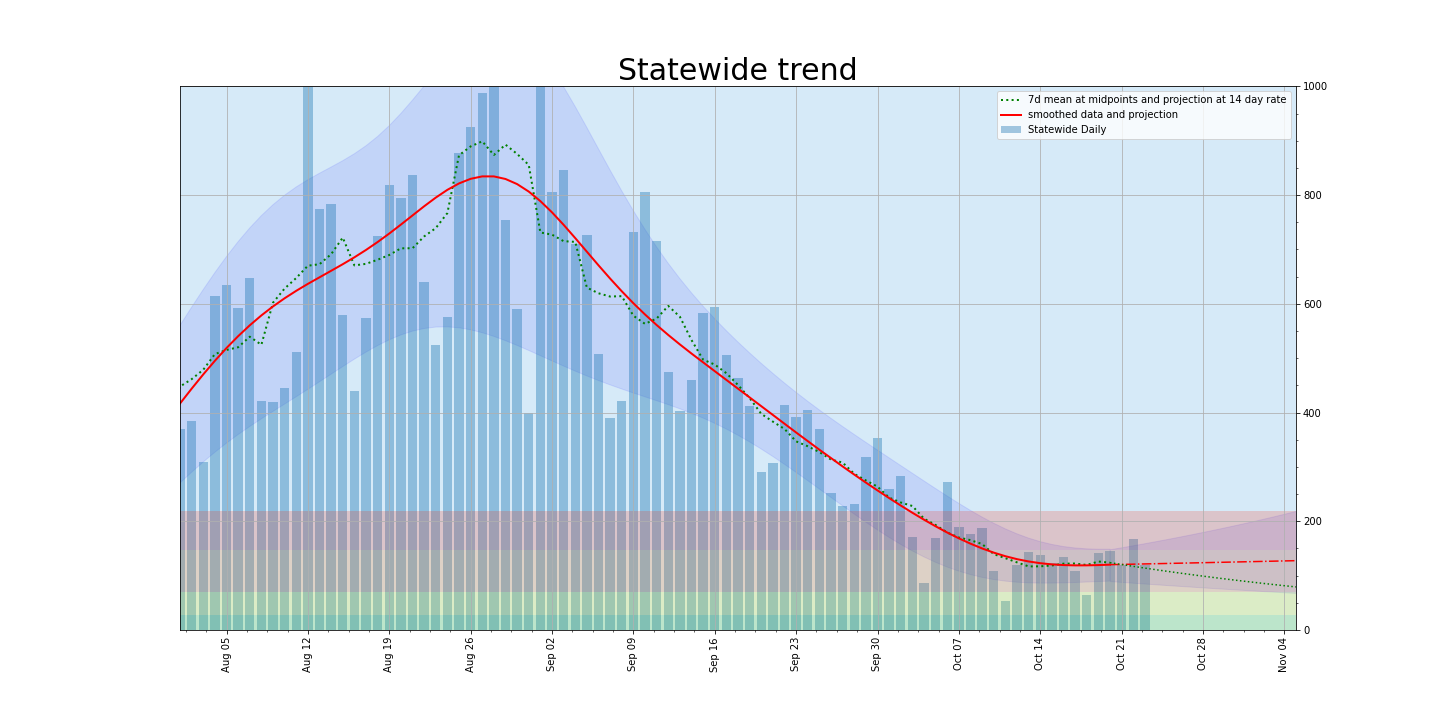 Statewide trend
7d mean at midpoints and projection at 14 day rate
smoothed data and projection
Statewide Daily
1000
800
600
400
200
0
Aug 05
Aug 12
Aug 19
Aug 26
Sep 02
Sep 09
Sep 16
Sep 23
Sep 30
Oct 07
Oct 14
Oct 21
Oct 28
Nov 04